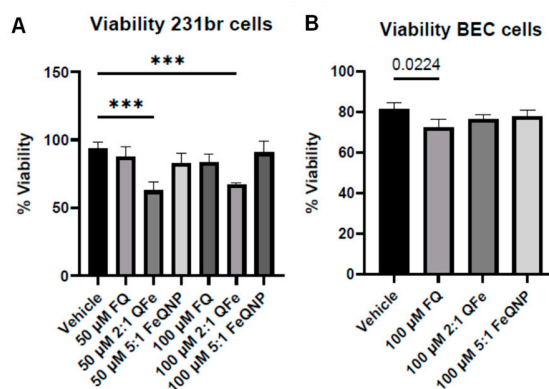 A
Viability 231br cells
***
***
% Viability
150
100
50
0
Vehicle
50 μM FQ
50 μM 2:1 QFe
50 μM 5:1 FeQNP
100 μM FQ
100 μM 2:1 QFe
100 μM 5:1 FeQNP
B
Viability BEC cells
0.0224
% Viability
100
80
60
40
20
0
Vehicle
100 μM FQ
100 μM 2:1 QFe
100 μM 5:1 FeQNP